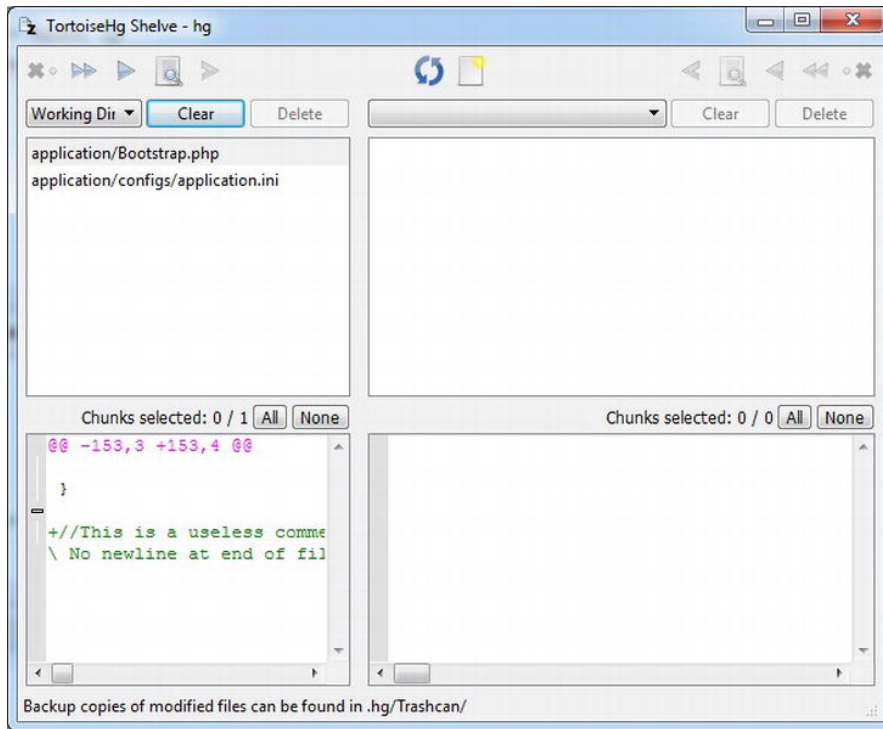 TortoiseHg Shelve - hg
Working Dir Clear Delete Clear Delete
application/Bootstrap.php
application/configs/application.ini
Chunks selected: 0 / 1 All None Chunks selected: 0 / 0 All None
@@ -153,3 +153,4 @@
}
+//This is a useless comme
\ No newline at end of fil
Backup copies of modified files can be found in .hg/Trashcan/